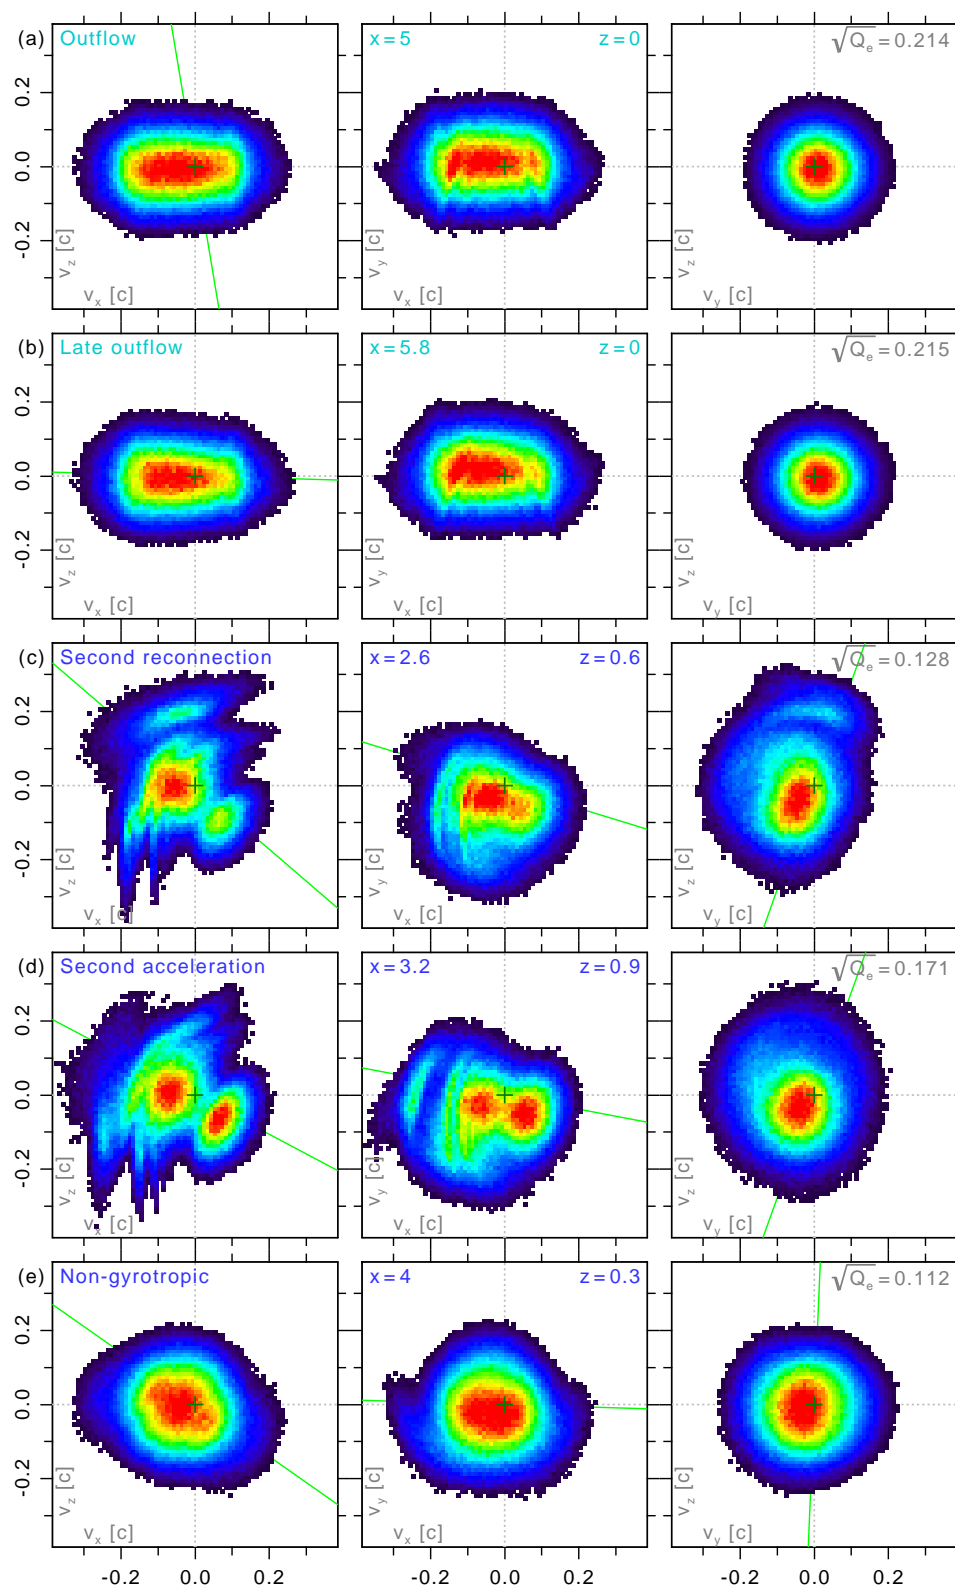 (a) Outflow x=5 z=0 √Qe=0.214
0.2
0.0
-0.2
vz [c] vy [c] vz [c]
vx [c] vx [c] vy [c]
(b) Late outflow x=5.8 z=0 √Qe=0.215
0.2
0.0
-0.2
vz [c] vy [c] vz [c]
vx [c] vx [c] vy [c]
(c) Second reconnection x=2.6 z=0.6 √Qe=0.128
0.2
0.0
-0.2
vz [c] vy [c] vz [c]
vx [c] vx [c] vy [c]
(d) Second acceleration x=3.2 z=0.9 √Qe=0.171
0.2
0.0
-0.2
vz [c] vy [c] vz [c]
vx [c] vx [c] vy [c]
(e) Non-gyrotropic x=4 z=0.3 √Qe=0.112
0.2
0.0
-0.2
vz [c] vy [c] vz [c]
vx [c] vx [c] vy [c]
-0.2 0.0 0.2 -0.2 0.0 0.2 -0.2 0.0 0.2